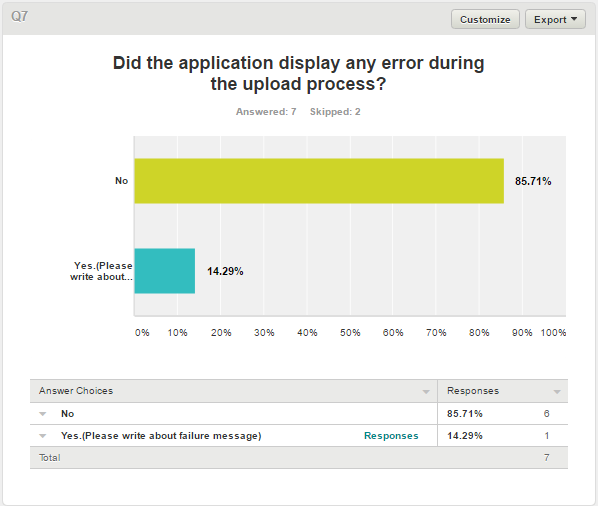 Q7
Customize
Export
Did the application display any error during
the upload process?
Answered: 7 Skipped: 2
No
85.71%
Yes.(Please
write about...
14.29%
0% 10% 20% 30% 40% 50% 60% 70% 80% 90% 100%
Answer Choices Responses
No 85.71% 6
Yes.(Please write about failure message) Responses 14.29% 1
Total 7